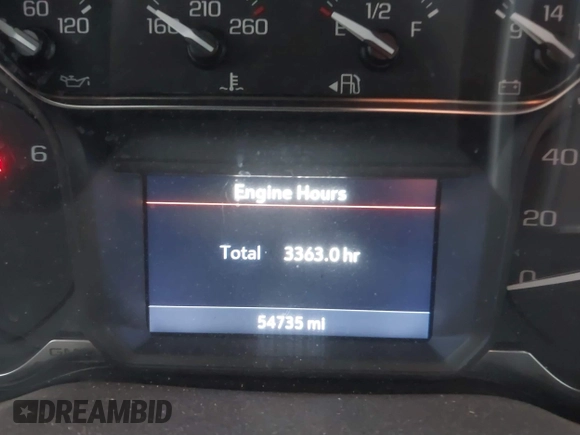 60 120
160 210 260
E 1/2 F
9 14
6
Engine Hours
Total 3363.0 hr
54735 mi
40
20
0
DREAMBID